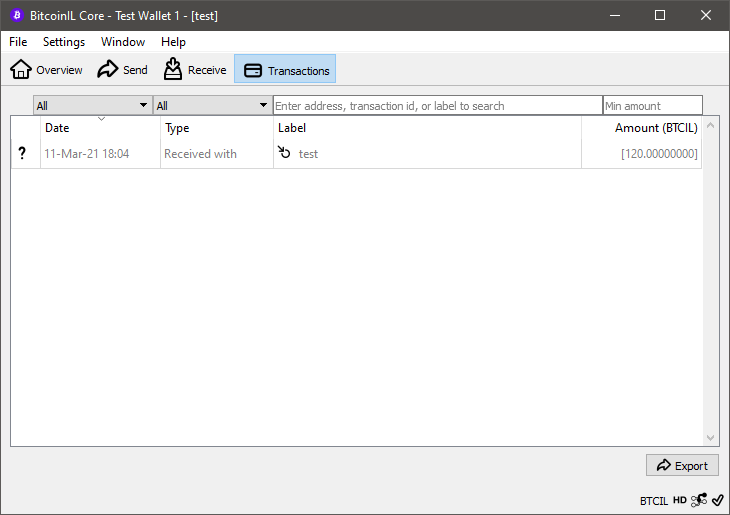 BitcoinIL Core - Test Wallet 1 - [test]
File Settings Window Help
Overview Send Receive Transactions
All All Enter address, transaction id, or label to search Min amount
Date Type Label Amount (BTCIL)
? 11-Mar-21 18:04 Received with test [120.00000000]
Export
BTCIL HD